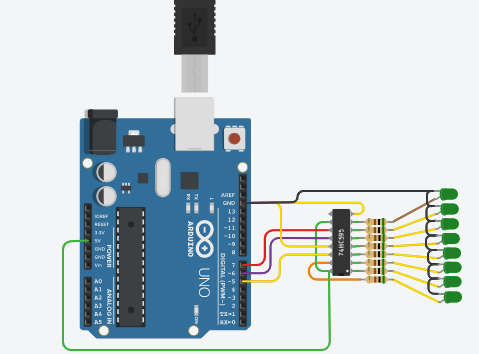 AREF
GND
13
12
~11
~10
~9
8
7
~6
~5
4
~3
2
TX→1
RX←0
DIGITAL (PWM~)
L
TX
RX
ARDUINO
UNO
ON
IOREF
RESET
3.3V
5V
GND
GND
Vin
POWER
A0
A1
A2
A3
A4
A5
ANALOG IN
74HC595